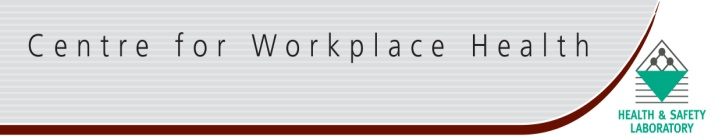 Centre for Workplace Health
HEALTH & SAFETY
LABORATORY